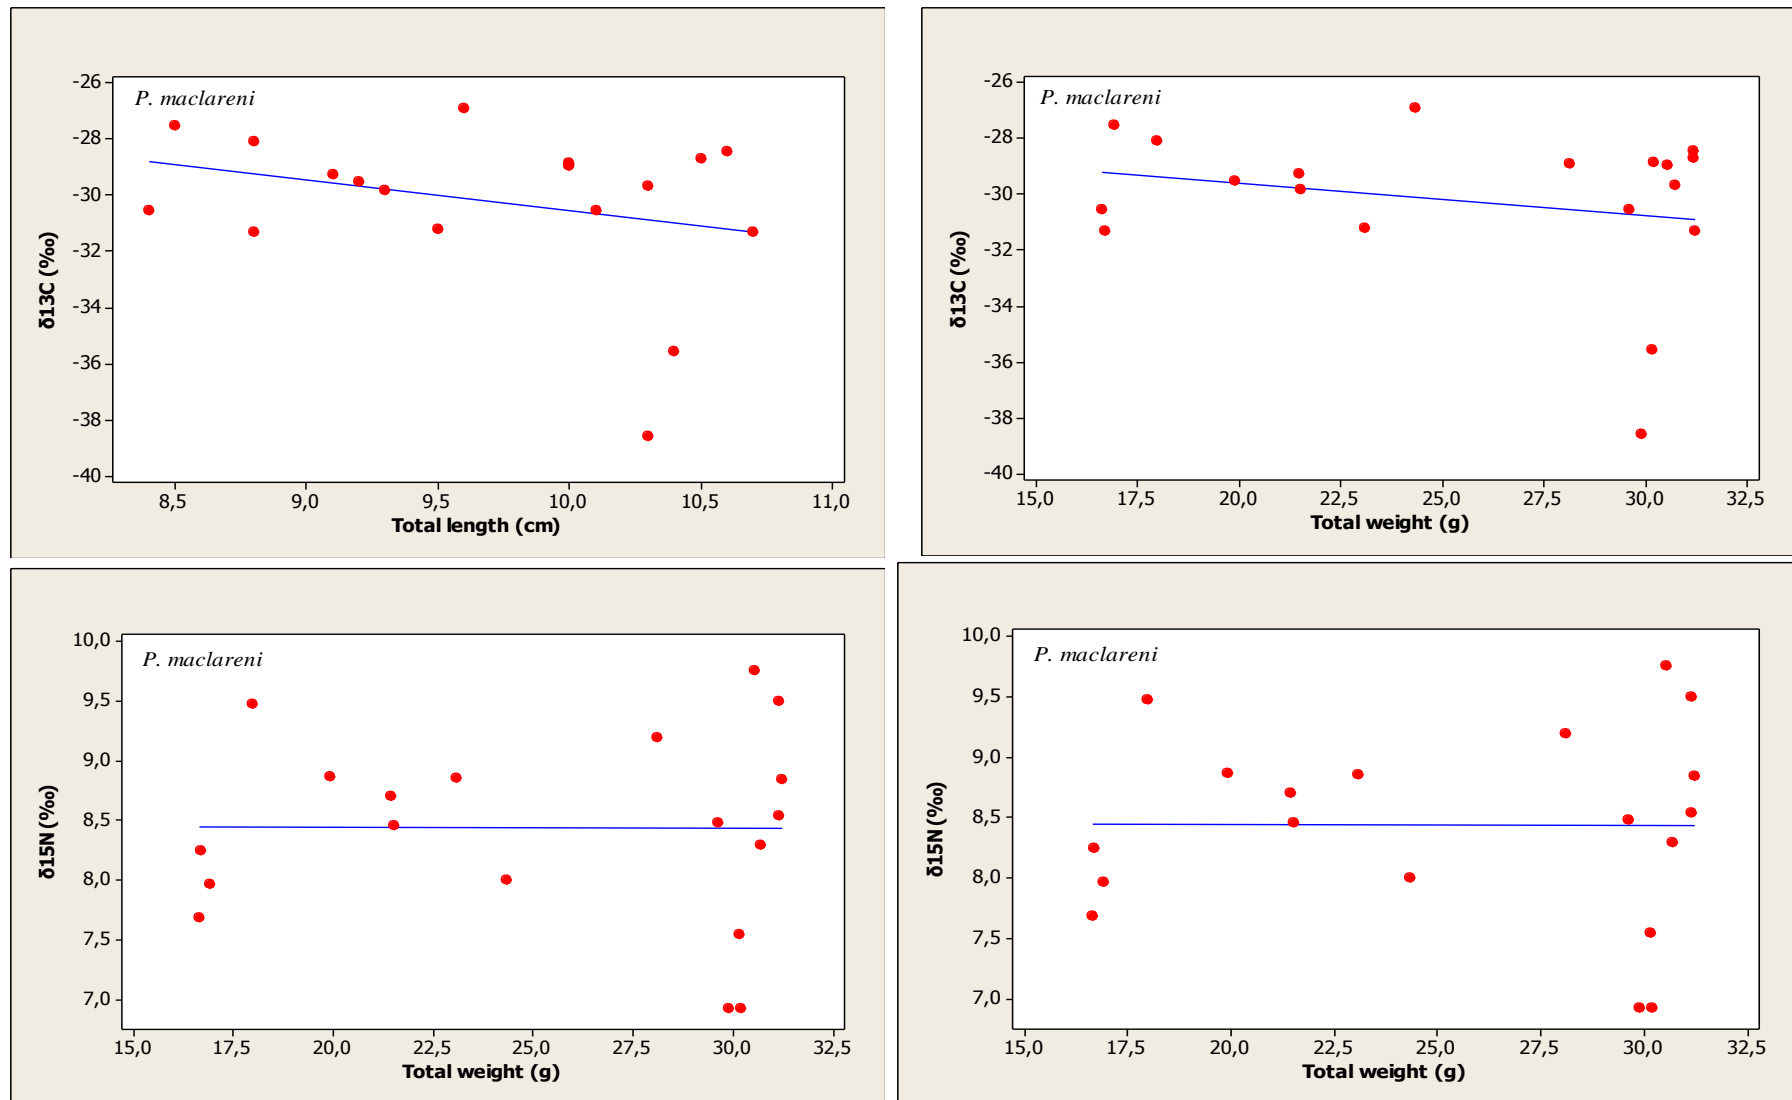 P. maclareni
δ13C (%₀)
-26
-28
-30
-32
-34
-36
-38
-40
8,5 9,0 9,5 10,0 10,5 11,0
Total length (cm)
P. maclareni
δ13C (%₀)
-26
-28
-30
-32
-34
-36
-38
-40
15,0 17,5 20,0 22,5 25,0 27,5 30,0 32,5
Total weight (g)
P. maclareni
δ15N (%₀)
10,0
9,5
9,0
8,5
8,0
7,5
7,0
15,0 17,5 20,0 22,5 25,0 27,5 30,0 32,5
Total weight (g)
P. maclareni
δ15N (%₀)
10,0
9,5
9,0
8,5
8,0
7,5
7,0
15,0 17,5 20,0 22,5 25,0 27,5 30,0 32,5
Total weight (g)